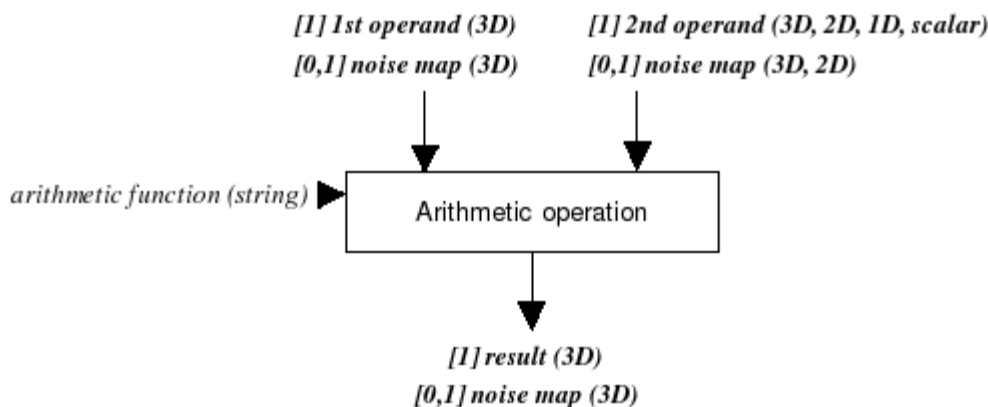 [1] 1st operand (3D)
[1] 2nd operand (3D, 2D, 1D, scalar)
[0,1] noise map (3D)
[0,1] noise map (3D, 2D)
arithmetic function (string)
Arithmetic operation
[1] result (3D)
[0,1] noise map (3D)